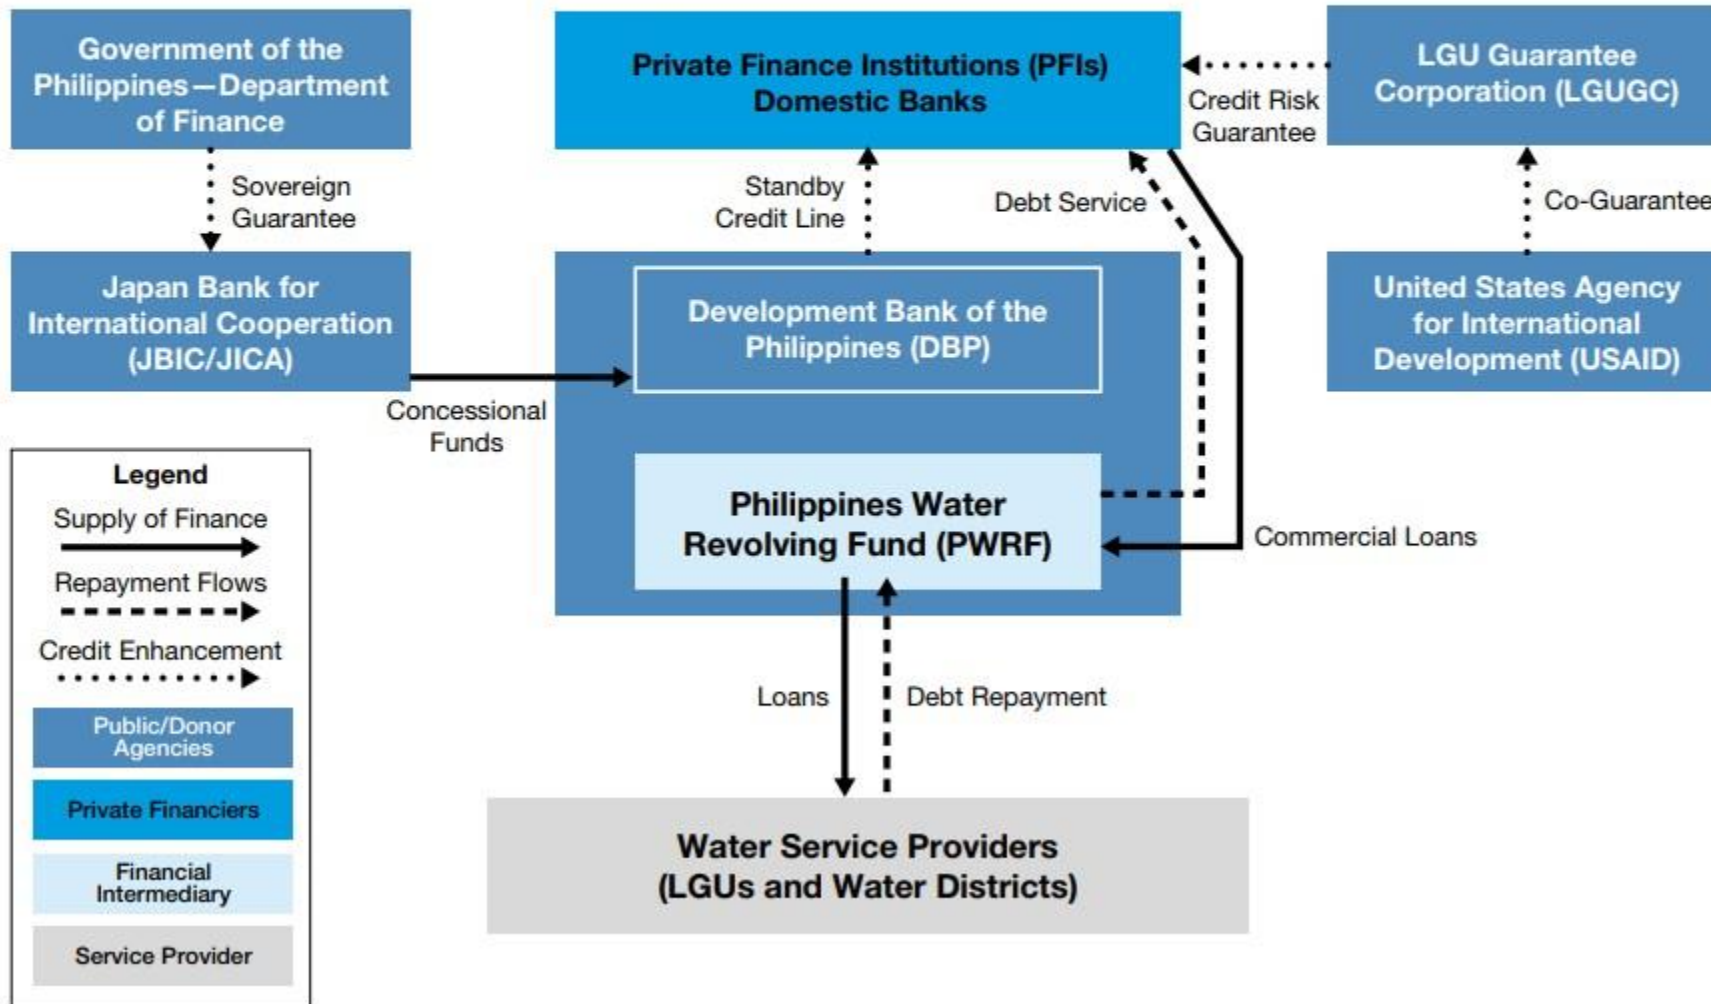 Government of the
Philippines—Department
of Finance
Private Finance Institutions (PFIs)
Domestic Banks
LGU Guarantee
Corporation (LGUGC)
Credit Risk
Guarantee
Sovereign
Guarantee
Standby
Credit Line
Debt Service
Co-Guarantee
Japan Bank for
International Cooperation
(JBIC/JICA)
Development Bank of the
Philippines (DBP)
United States Agency
for International
Development (USAID)
Concessional
Funds
Philippines Water
Revolving Fund (PWRF)
Commercial Loans
Legend
Supply of Finance
Repayment Flows
Credit Enhancement
Public/Donor
Agencies
Private Financiers
Financial
Intermediary
Service Provider
Loans
Debt Repayment
Water Service Providers
(LGUs and Water Districts)